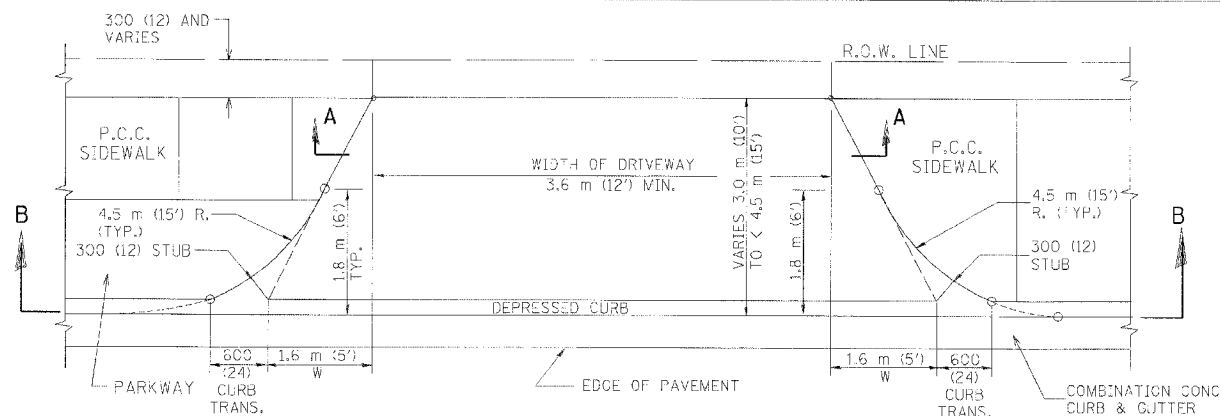 300 (12) AND
VARIES
R.O.W. LINE
A
A
P.C.C.
SIDEWALK
P.C.C.
SIDEWALK
WIDTH OF DRIVEWAY
3.6 m (12') MIN.
VARIES 3.0 m (10')
TO < 4.5 m (15')
B
B
4.5 m (15') R.
(TYP.)
300 (12) STUB
1.8 m (6')
TYP.
1.8 m (6')
4.5 m (15')
R. (TYP.)
300 (12)
STUB
DEPRESSED CURB
600
(24)
CURB
TRANS.
1.6 m (5')
W
1.6 m (5')
W
600
(24)
CURB
TRANS.
PARKWAY
EDGE OF PAVEMENT
COMBINATION CONC
CURB & GUTTER